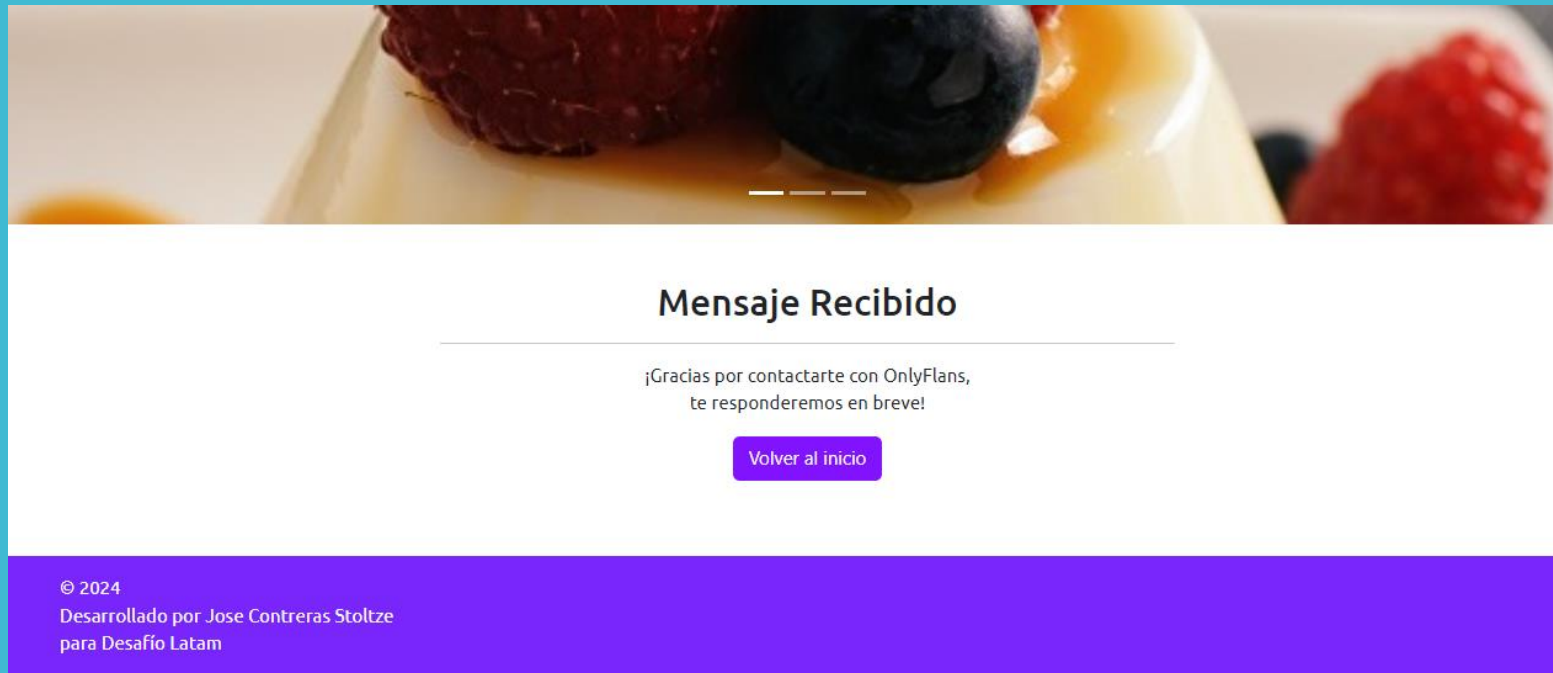 Mensaje Recibido
¡Gracias por contactarte con OnlyFlans,
te responderemos en breve!
Volver al inicio
© 2024
Desarrollado por Jose Contreras Stoltze
para Desafío Latam